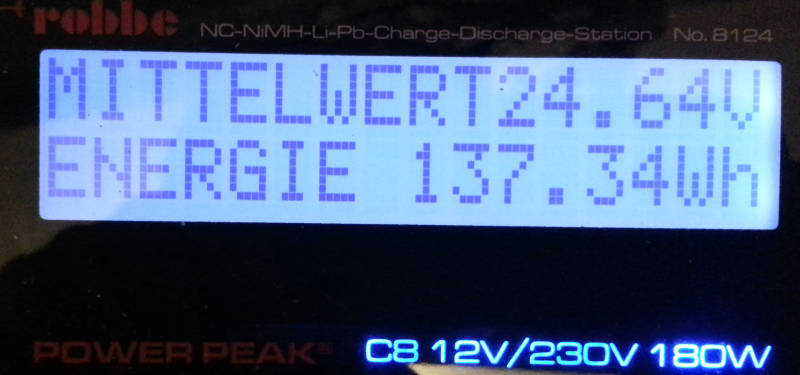 robbe NC-NiMH-Li-Pb-Charge-Discharge-Station No. 8124
MITTELWERT24.64V
ENERGIE 137.34Wh
POWER PEAK® C8 12V/230V 180W